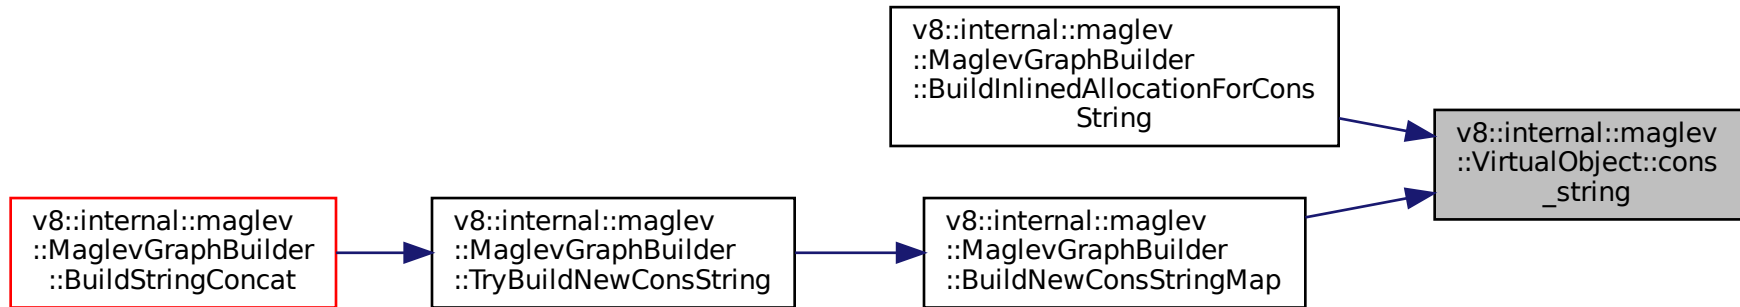 v8::internal::maglev
::MaglevGraphBuilder
::BuildInlinedAllocationForCons
String
v8::internal::maglev
::VirtualObject::cons
_string
v8::internal::maglev
::MaglevGraphBuilder
::BuildStringConcat
v8::internal::maglev
::MaglevGraphBuilder
::TryBuildNewConsString
v8::internal::maglev
::MaglevGraphBuilder
::BuildNewConsStringMap